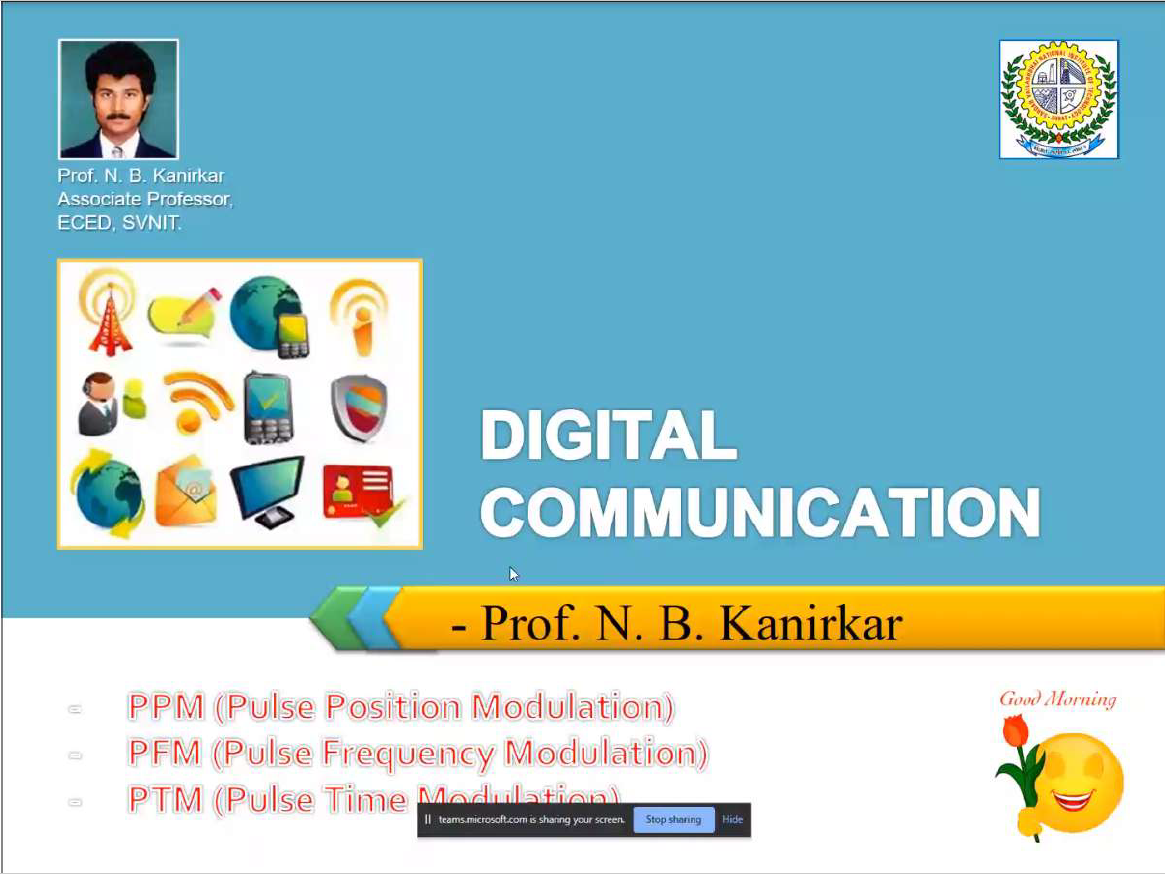 Prof. N. B. Kanirkar
Associate Professor,
ECED, SVNIT.
DIGITAL
COMMUNICATION
- Prof. N. B. Kanirkar
- PPM (Pulse Position Modulation)
- PFM (Pulse Frequency Modulation)
- PTM (Pulse Time Modulation)
Good Morning
teams.microsoft.com is sharing your screen.
Stop sharing
Hide